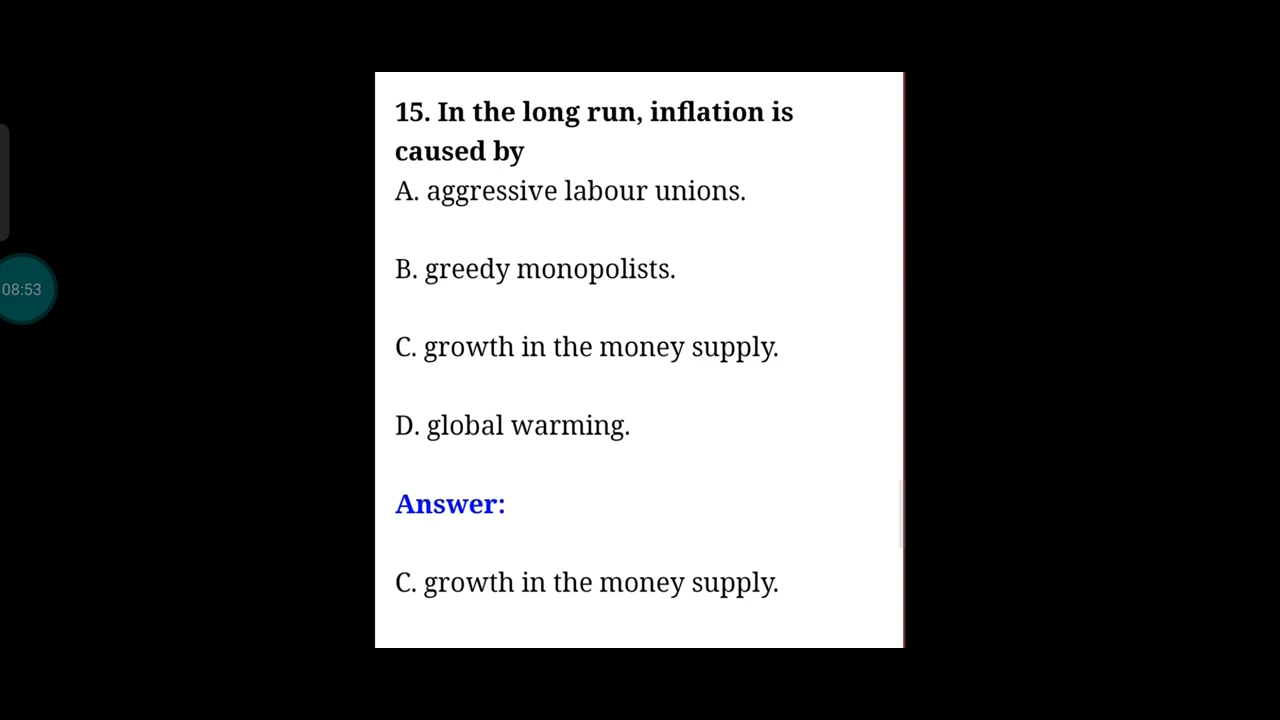 15. In the long run, inflation is
caused by
A. aggressive labour unions.
B. greedy monopolists.
C. growth in the money supply.
D. global warming.
Answer:
C. growth in the money supply.
08:53